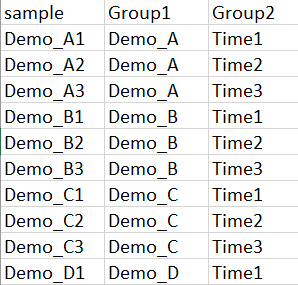 sample Group1 Group2
Demo_A1 Demo_A Time1
Demo_A2 Demo_A Time2
Demo_A3 Demo_A Time3
Demo_B1 Demo_B Time1
Demo_B2 Demo_B Time2
Demo_B3 Demo_B Time3
Demo_C1 Demo_C Time1
Demo_C2 Demo_C Time2
Demo_C3 Demo_C Time3
Demo_D1 Demo_D Time1